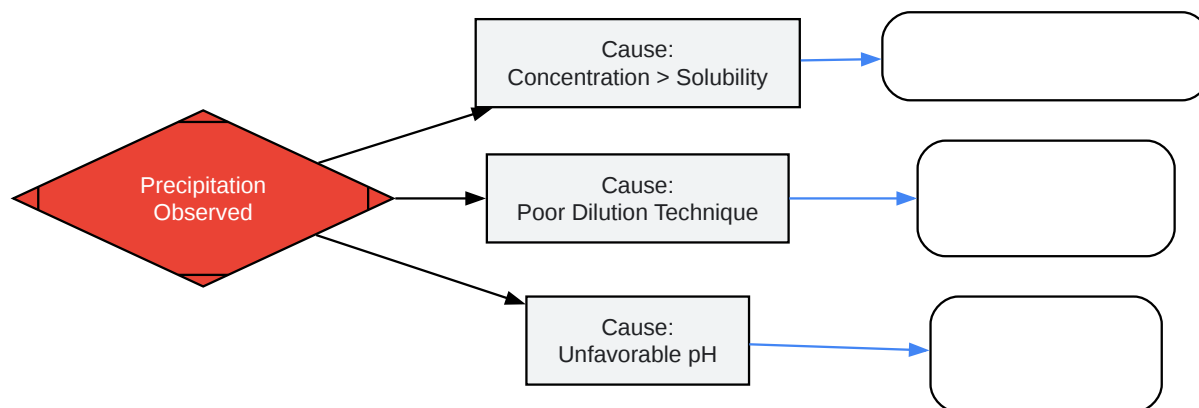 Precipitation
Observed
Cause:
Concentration > Solubility
Cause:
Poor Dilution Technique
Cause:
Unfavorable pH